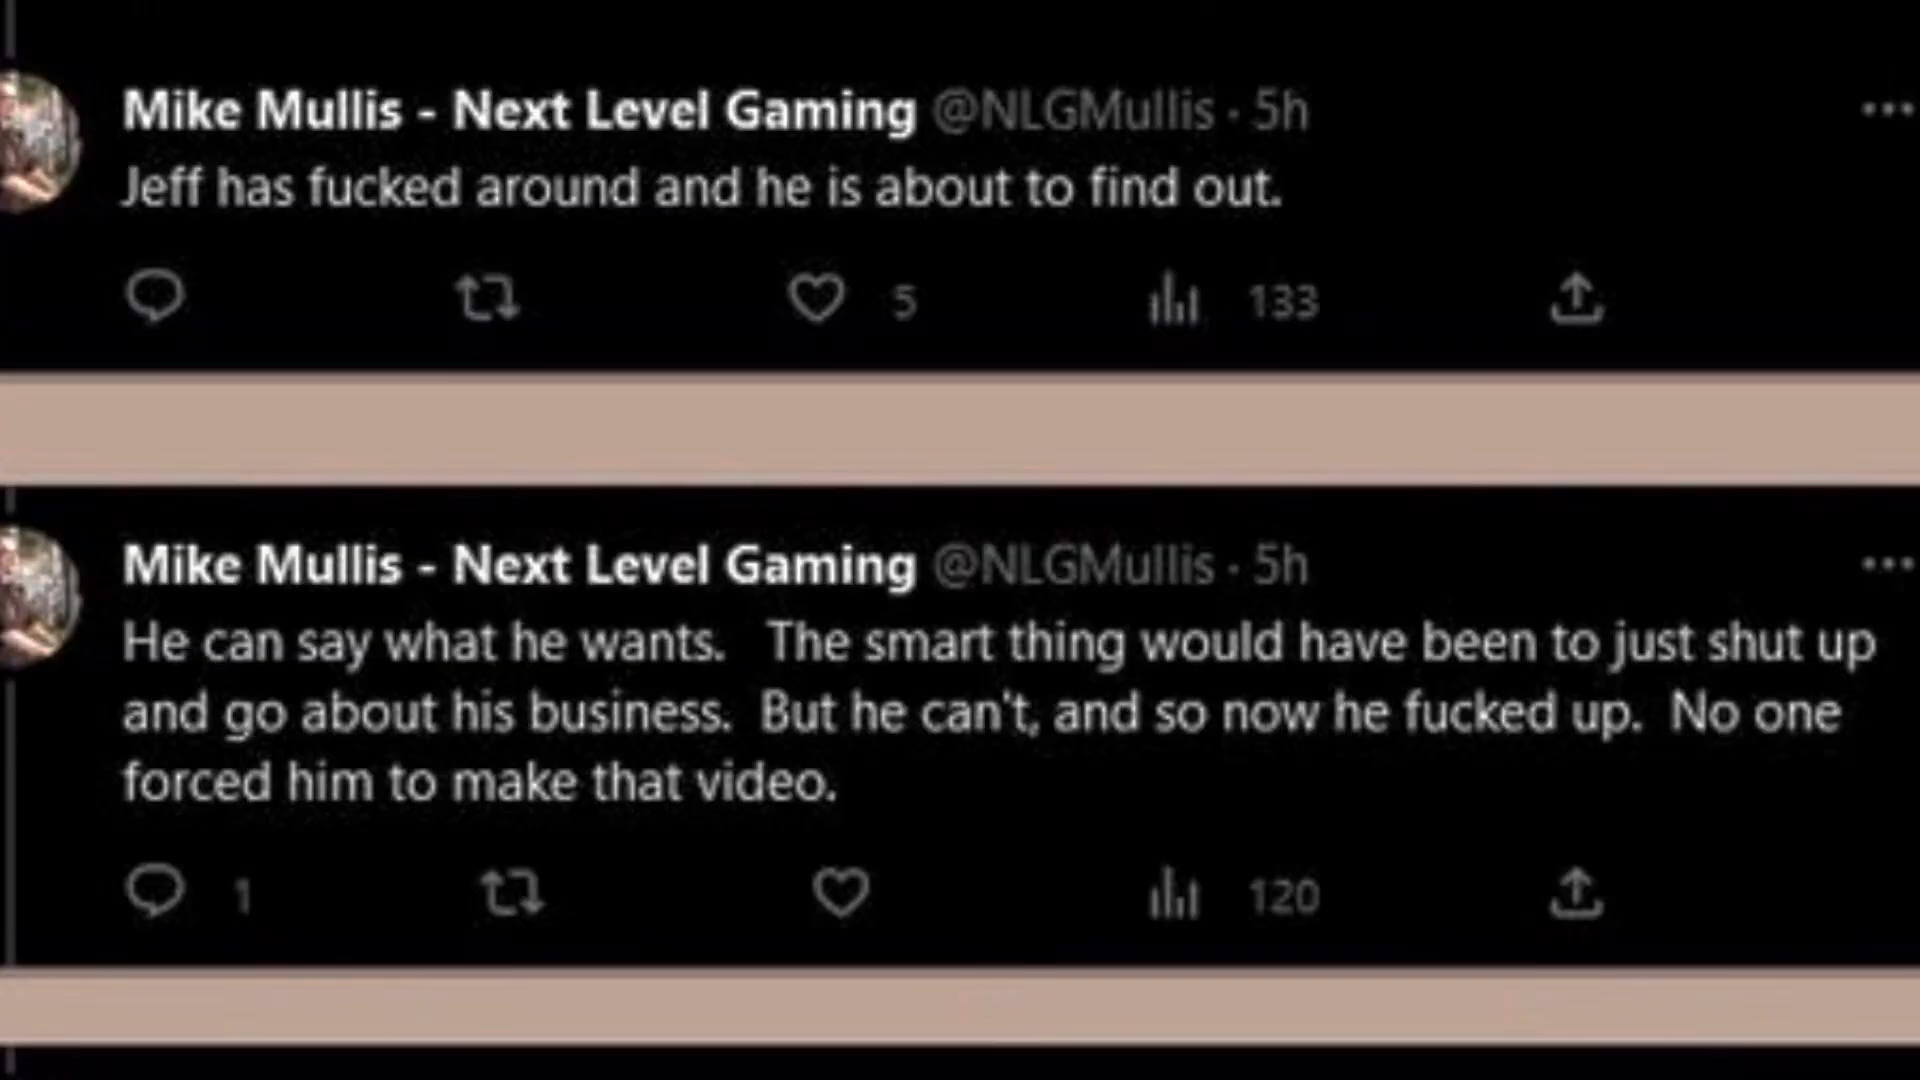 Mike Mullis - Next Level Gaming @NLGMullis · 5h
Jeff has fucked around and he is about to find out.
5 133
Mike Mullis - Next Level Gaming @NLGMullis · 5h
He can say what he wants.   The smart thing would have been to just shut up
and go about his business.  But he can't, and so now he fucked up.  No one
forced him to make that video.
1 120